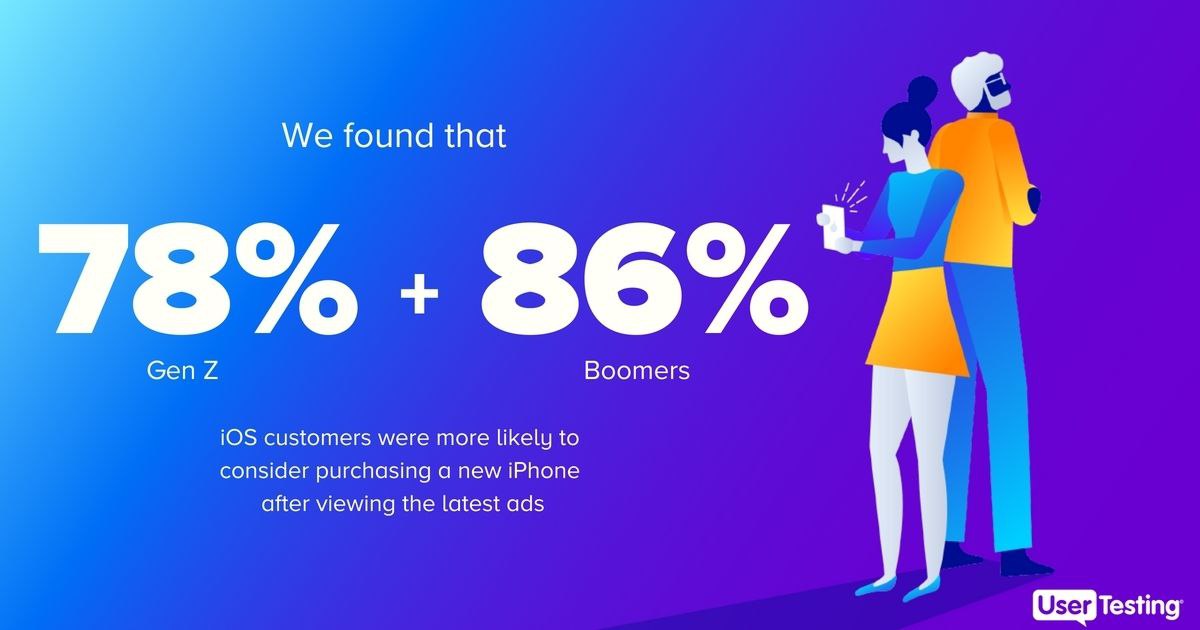 We found that
78% + 86%
Gen Z
Boomers
iOS customers were more likely to
consider purchasing a new iPhone
after viewing the latest ads
UserTesting®